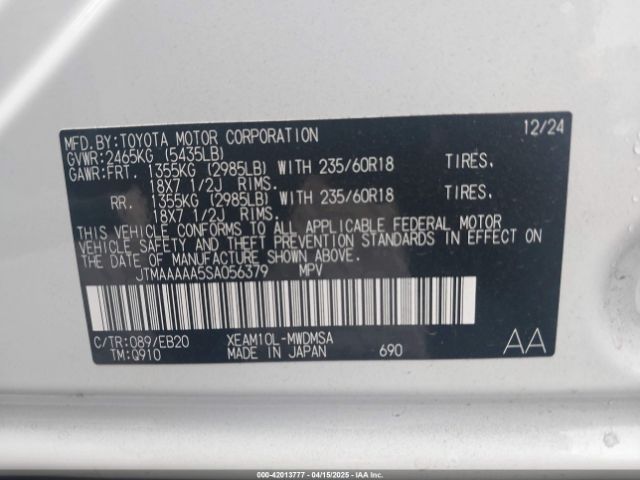 MFD.BY:TOYOTA MOTOR CORPORATION 12/24
GVWR:2465KG (5435LB)
GAWR:FRT. 1355KG (2985LB) WITH 235/60R18 TIRES.
18X7 1/2J RIMS.
RR. 1355KG (2985LB) WITH 235/60R18 TIRES.
18X7 1/2J RIMS.
THIS VEHICLE CONFORMS TO ALL APPLICABLE FEDERAL MOTOR
VEHICLE SAFETY AND THEFT PREVENTION STANDARDS IN EFFECT ON
THE DATE OF MANUFACTURE SHOWN ABOVE.
JTMAAAAA5SA056379 MPV
C/TR:089/EB20 XEAM10L-MWDMSA AA
TM:Q910 MADE IN JAPAN 690
000-42013777 - 04/15/2025 - IAAI.COM